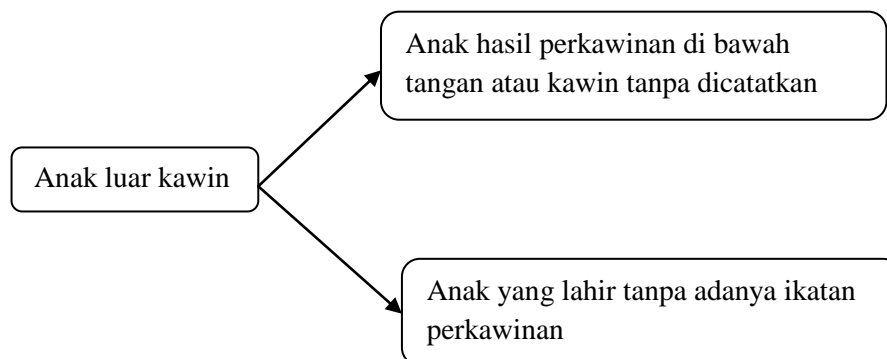 Anak hasil perkawinan di bawah
tangan atau kawin tanpa dicatatkan
Anak luar kawin
Anak yang lahir tanpa adanya ikatan
perkawinan